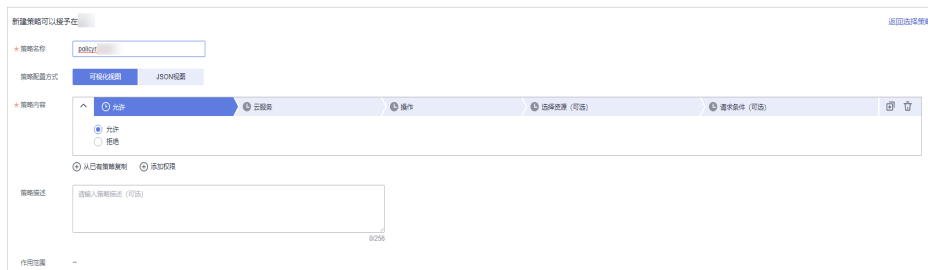 新建策略可以授予在
返回选择策略
* 策略名称 policyr
策略配置方式 可视化视图 JSON视图
* 策略内容 允许 云服务 操作 选择资源（可选） 请求条件（可选）
允许
拒绝
从已有策略复制 添加权限
策略描述 请输入策略描述（可选）
0/256
作用范围 --